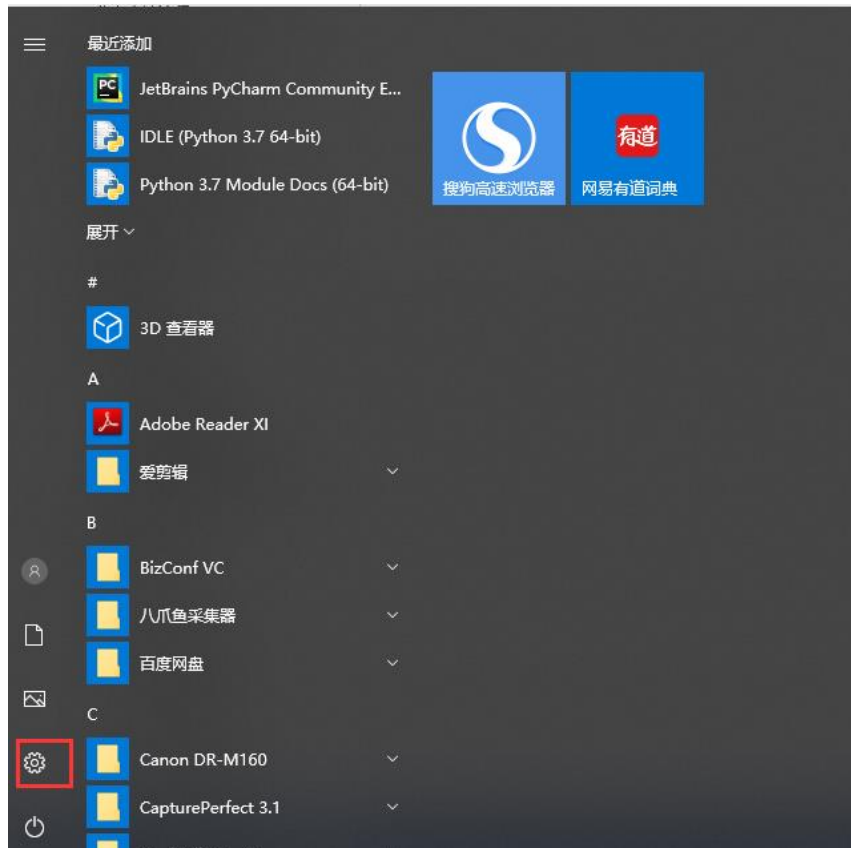 最近添加
JetBrains PyCharm Community E...
IDLE (Python 3.7 64-bit)
Python 3.7 Module Docs (64-bit)
展开
#
3D 查看器
A
Adobe Reader XI
爱剪辑
B
BizConf VC
八爪鱼采集器
百度网盘
C
Canon DR-M160
CapturePerfect 3.1
PC
有道
搜狗高速浏览器
网易有道词典